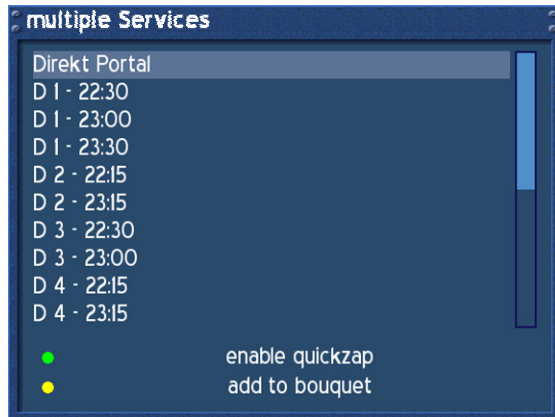 multiple Services
Direkt Portal
D 1 - 22:30
D 1 - 23:00
D 1 - 23:30
D 2 - 22:15
D 2 - 23:15
D 3 - 22:30
D 3 - 23:00
D 4 - 22:15
D 4 - 23:15
enable quickzap
add to bouquet